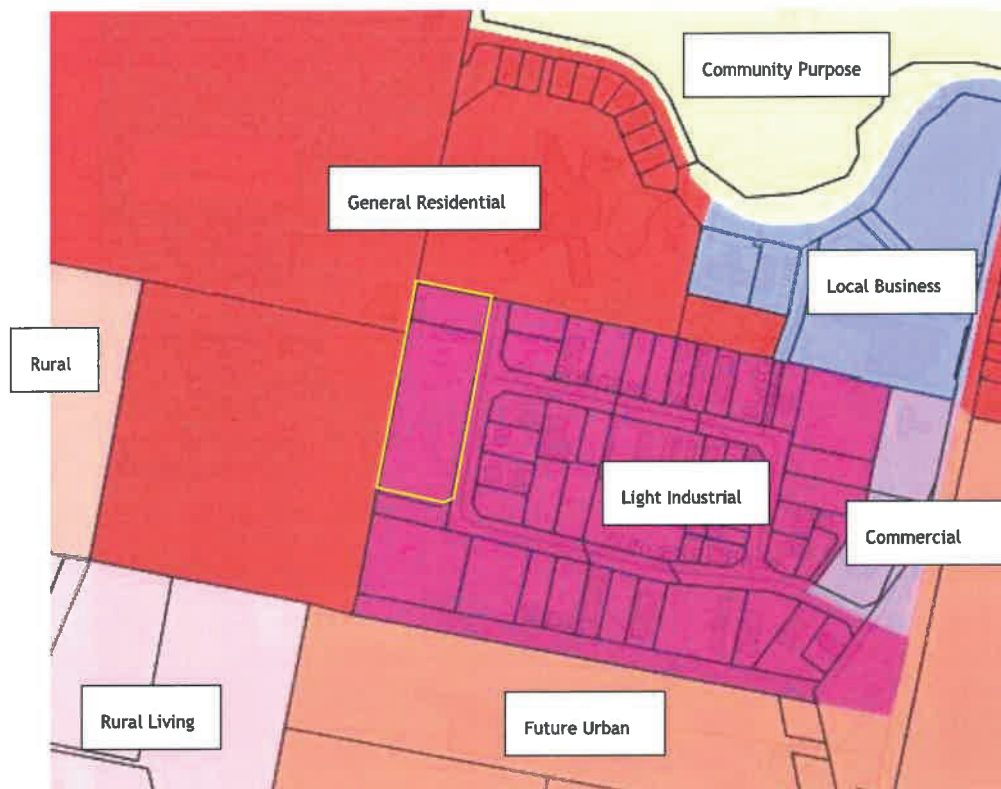 Community Purpose
General Residential
Local Business
Rural
Light Industrial
Commercial
Rural Living
Future Urban